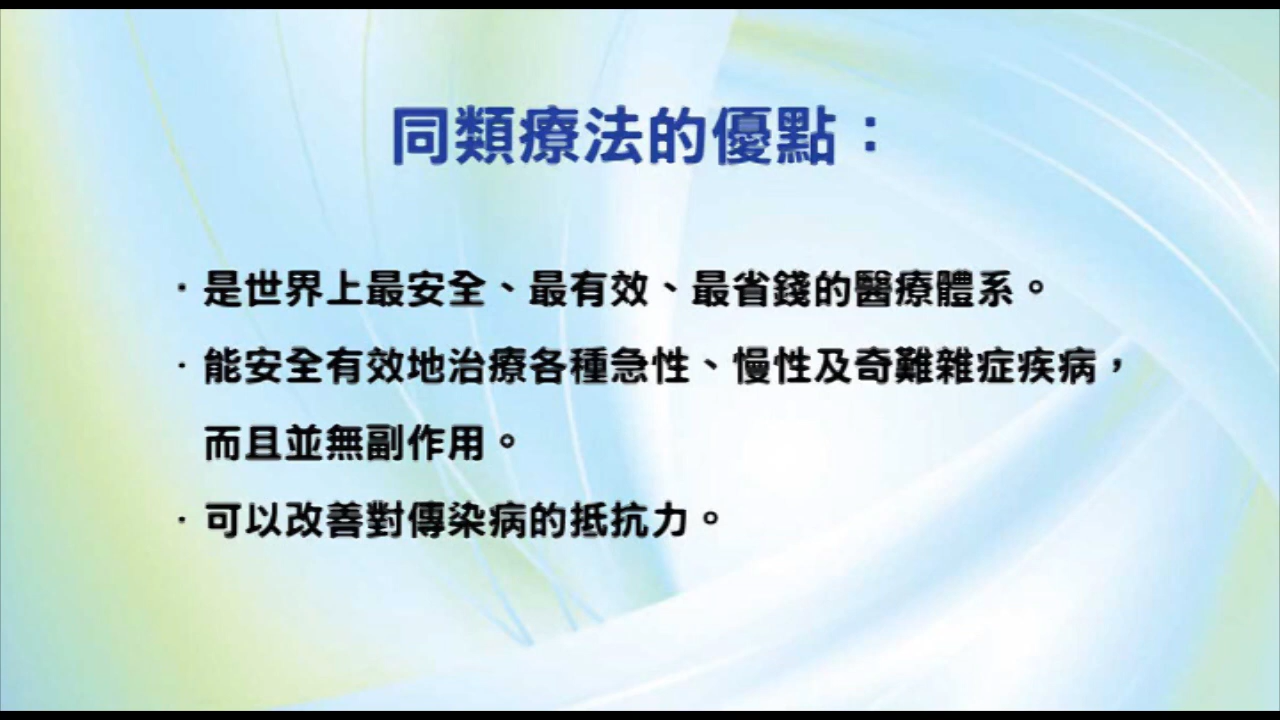 同類療法的優點：
·是世界上最安全、最有效、最省錢的醫療體系。
·能安全有效地治療各種急性、慢性及奇難雜症疾病，
而且並無副作用。
·可以改善對傳染病的抵抗力。